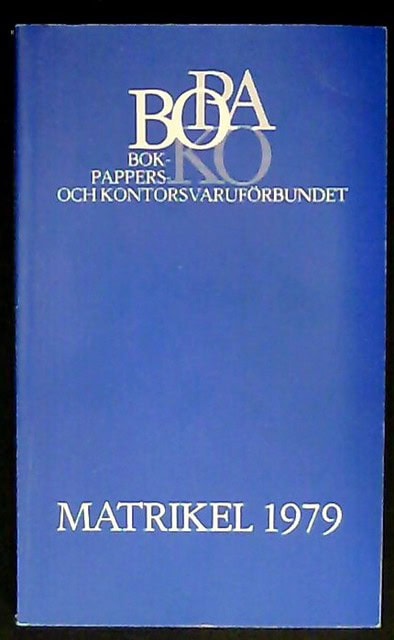 BOPA
KO
BOK-
PAPPERS-
OCH KONTORSVARUFÖRBUNDET
MATRIKEL 1979